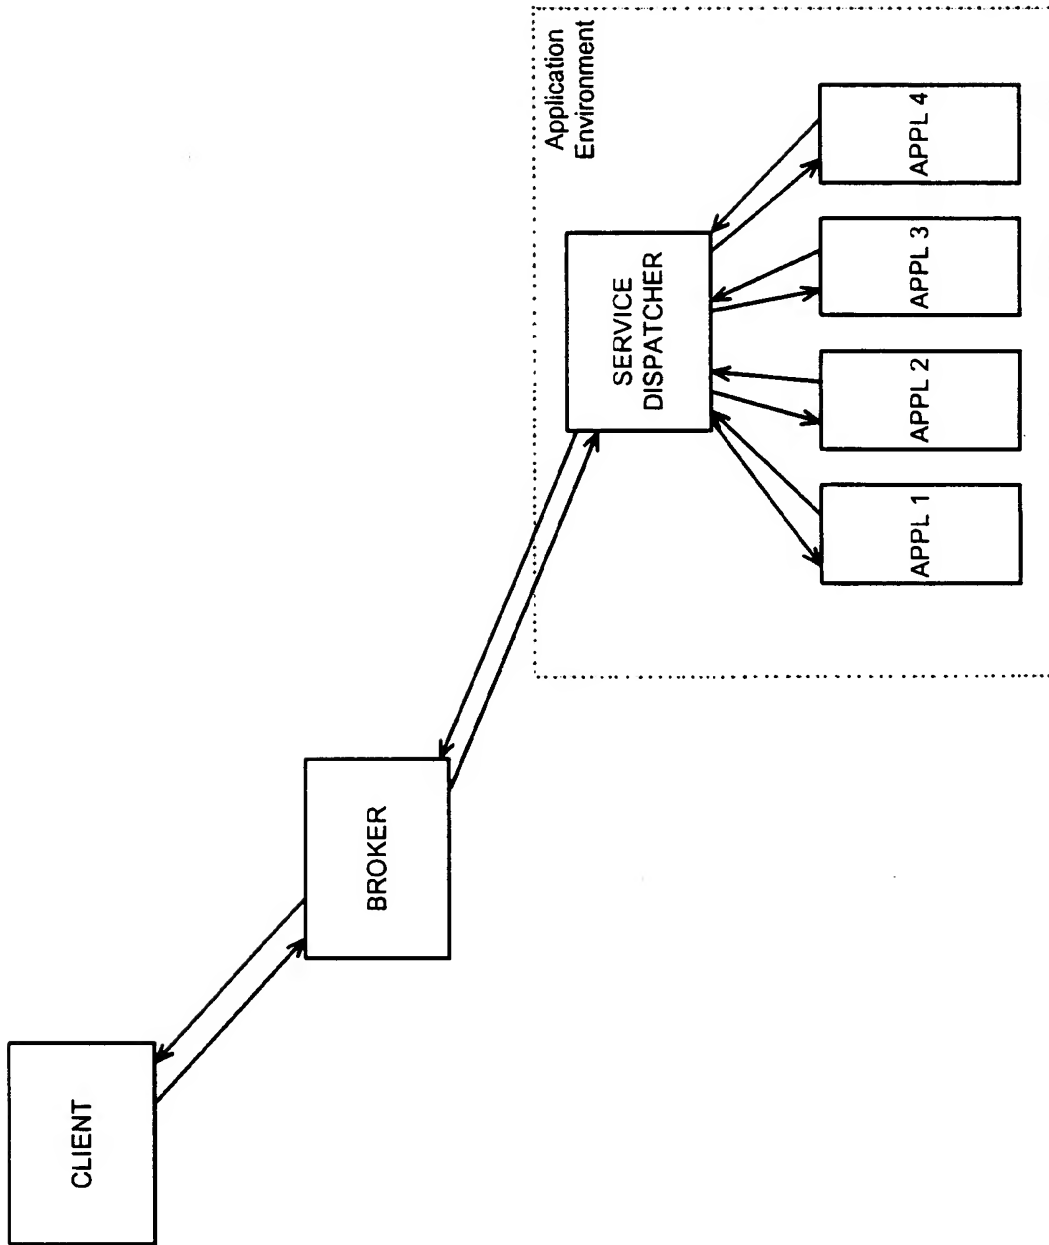 CLIENT
BROKER
SERVICE
DISPATCHER
Application
Environment
APPL 1
APPL 2
APPL 3
APPL 4